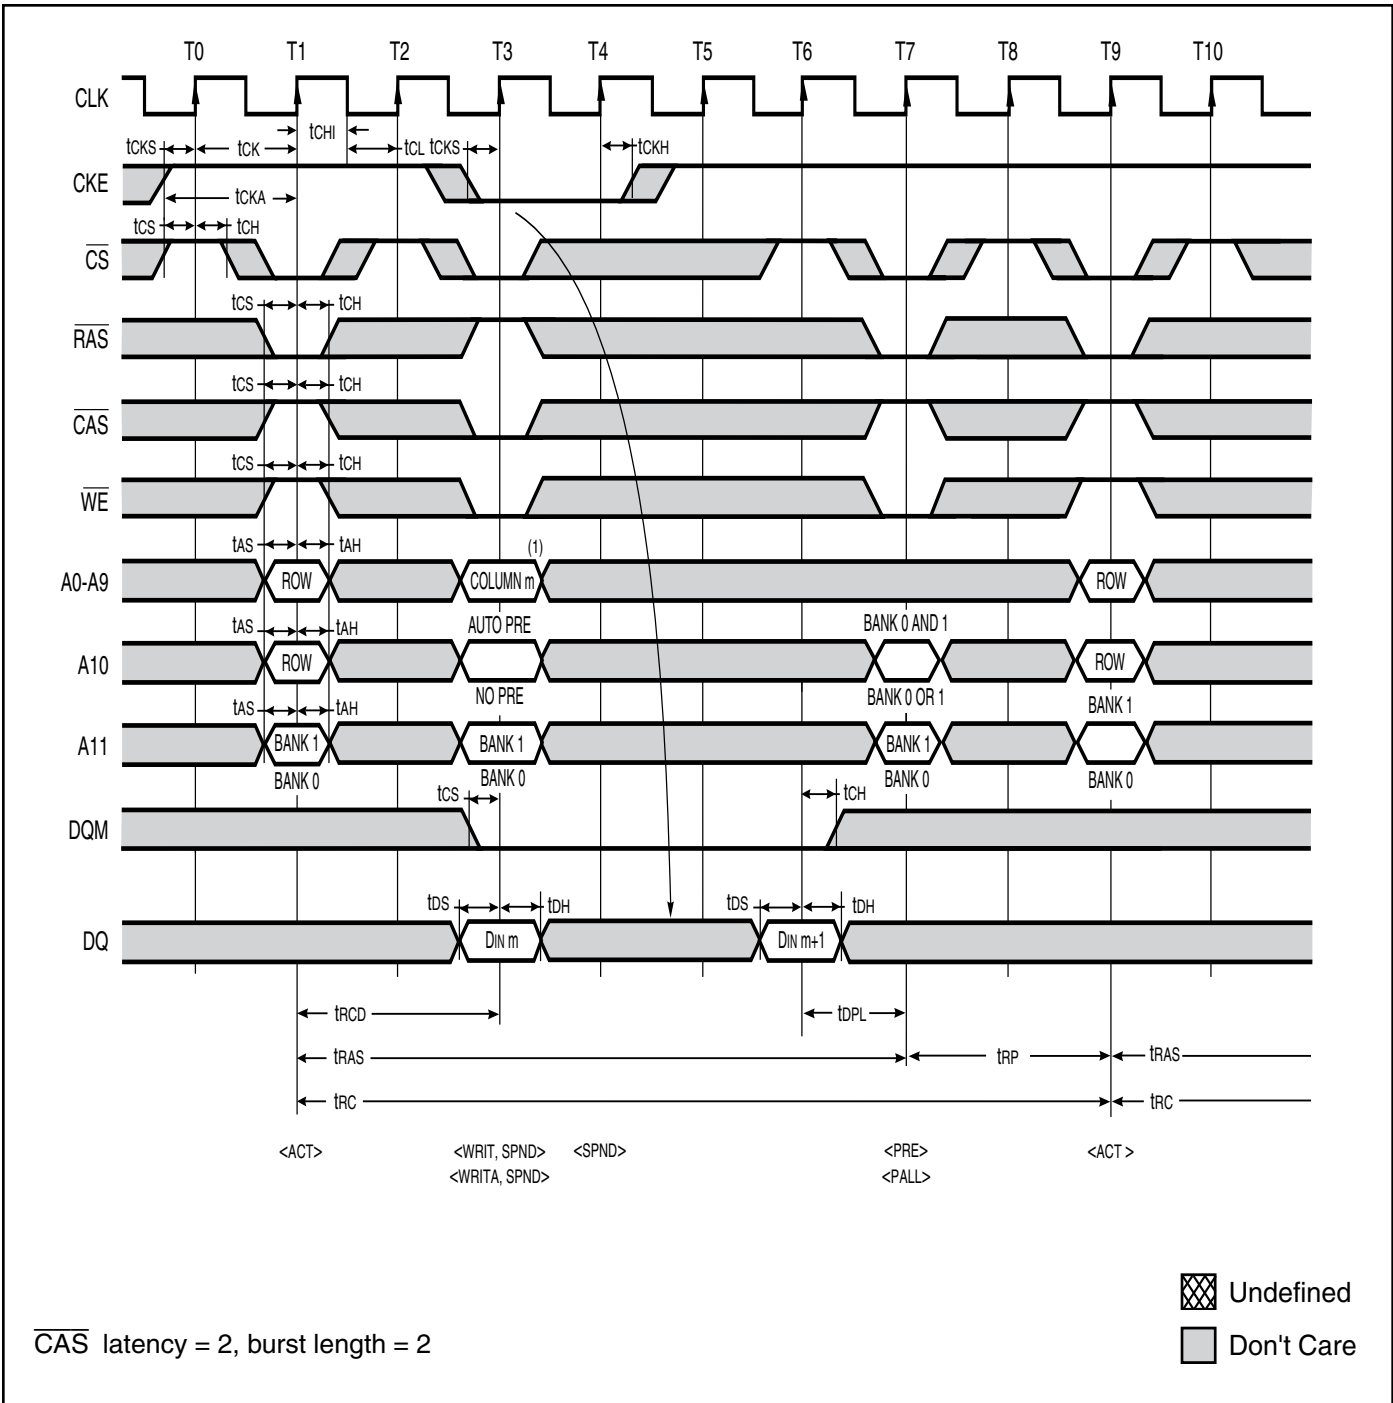 T0 T1 T2 T3 T4 T5 T6 T7 T8 T9 T10
CLK
tCHI
tCKS tCK tCL tCKS tCKH
CKE
tCKA
tCS tCH
CS
tCS tCH
RAS
tCS tCH
CAS
tCS tCH
WE
tAS tAH (1)
A0-A9 ROW COLUMN m ROW
AUTO PRE BANK 0 AND 1
tAS tAH
A10 ROW ROW
NO PRE BANK 0 OR 1 BANK 1
tAS tAH
A11 BANK 1 BANK 1 BANK 1
BANK 0 BANK 0 BANK 0 BANK 0
tCS tCH
DQM
tDS tDH tDS tDH
DQ DIN m DIN m+1
tRCD tDPL
tRAS tRP tRAS
tRC tRC
<ACT> <WRIT, SPND> <SPND> <PRE> <ACT >
<WRITA, SPND> <PALL>
Undefined
CAS latency = 2, burst length = 2
Don't Care